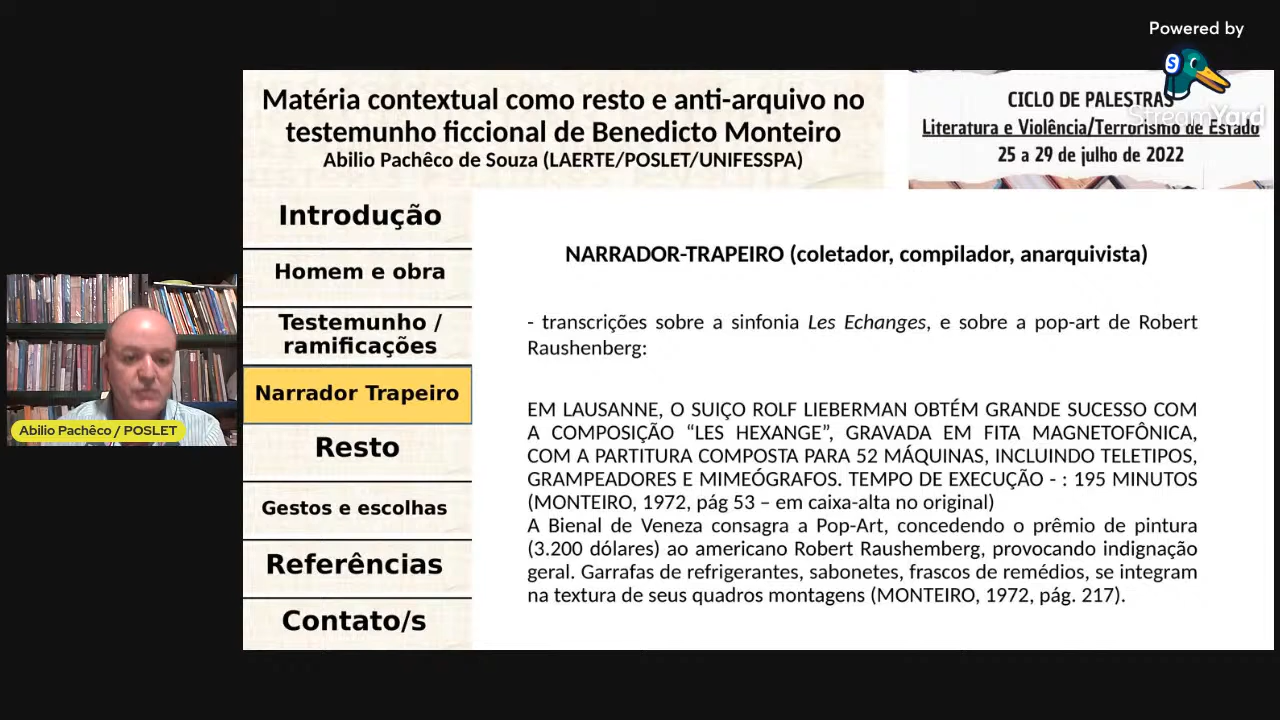 Powered by
StreamYard
Matéria contextual como resto e anti-arquivo no
testemunho ficcional de Benedicto Monteiro
Abilio Pachêco de Souza (LAERTE/POSLET/UNIFESSPA)
CICLO DE PALESTRAS
Literatura e Violência/Terrorismo de Estado
25 a 29 de julho de 2022
Introdução
Homem e obra
Testemunho /
ramificações
Narrador Trapeiro
Resto
Gestos e escolhas
Referências
Contato/s
NARRADOR-TRAPEIRO (coletador, compilador, anarquivista)
- transcrições sobre a sinfonia Les Echanges, e sobre a pop-art de Robert
Raushenberg:
EM LAUSANNE, O SUIÇO ROLF LIEBERMAN OBTÉM GRANDE SUCESSO COM
A COMPOSIÇÃO “LES HEXANGE”, GRAVADA EM FITA MAGNETOFÔNICA,
COM A PARTITURA COMPOSTA PARA 52 MÁQUINAS, INCLUINDO TELETIPOS,
GRAMPEADORES E MIMEÓGRAFOS. TEMPO DE EXECUÇÃO - : 195 MINUTOS
(MONTEIRO, 1972, pág 53 – em caixa-alta no original)
A Bienal de Veneza consagra a Pop-Art, concedendo o prêmio de pintura
(3.200 dólares) ao americano Robert Raushemberg, provocando indignação
geral. Garrafas de refrigerantes, sabonetes, frascos de remédios, se integram
na textura de seus quadros montagens (MONTEIRO, 1972, pág. 217).
Abilio Pachêco / POSLET